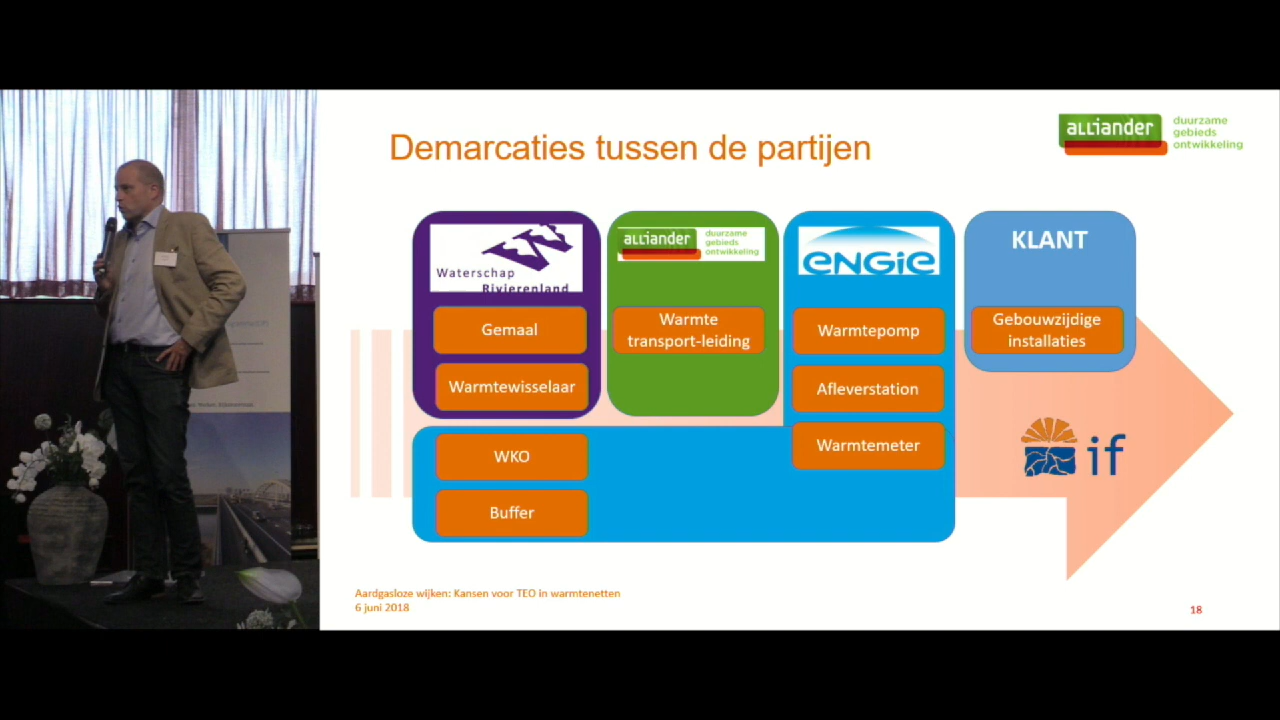 Demarcaties tussen de partijen
alliander
duurzame
gebieds
ontwikkeling
Waterschap
Rivierenland
Gemaal
Warmtewisselaar
WKO
Buffer
alliander
duurzame
gebieds
ontwikkeling
Warmte
transport-leiding
ENGIE
Warmtepomp
Afleverstation
Warmtemeter
KLANT
Gebouwzijdige
installaties
if
Aardgasloze wijken: Kansen voor TEO in warmtenetten
6 juni 2018
18